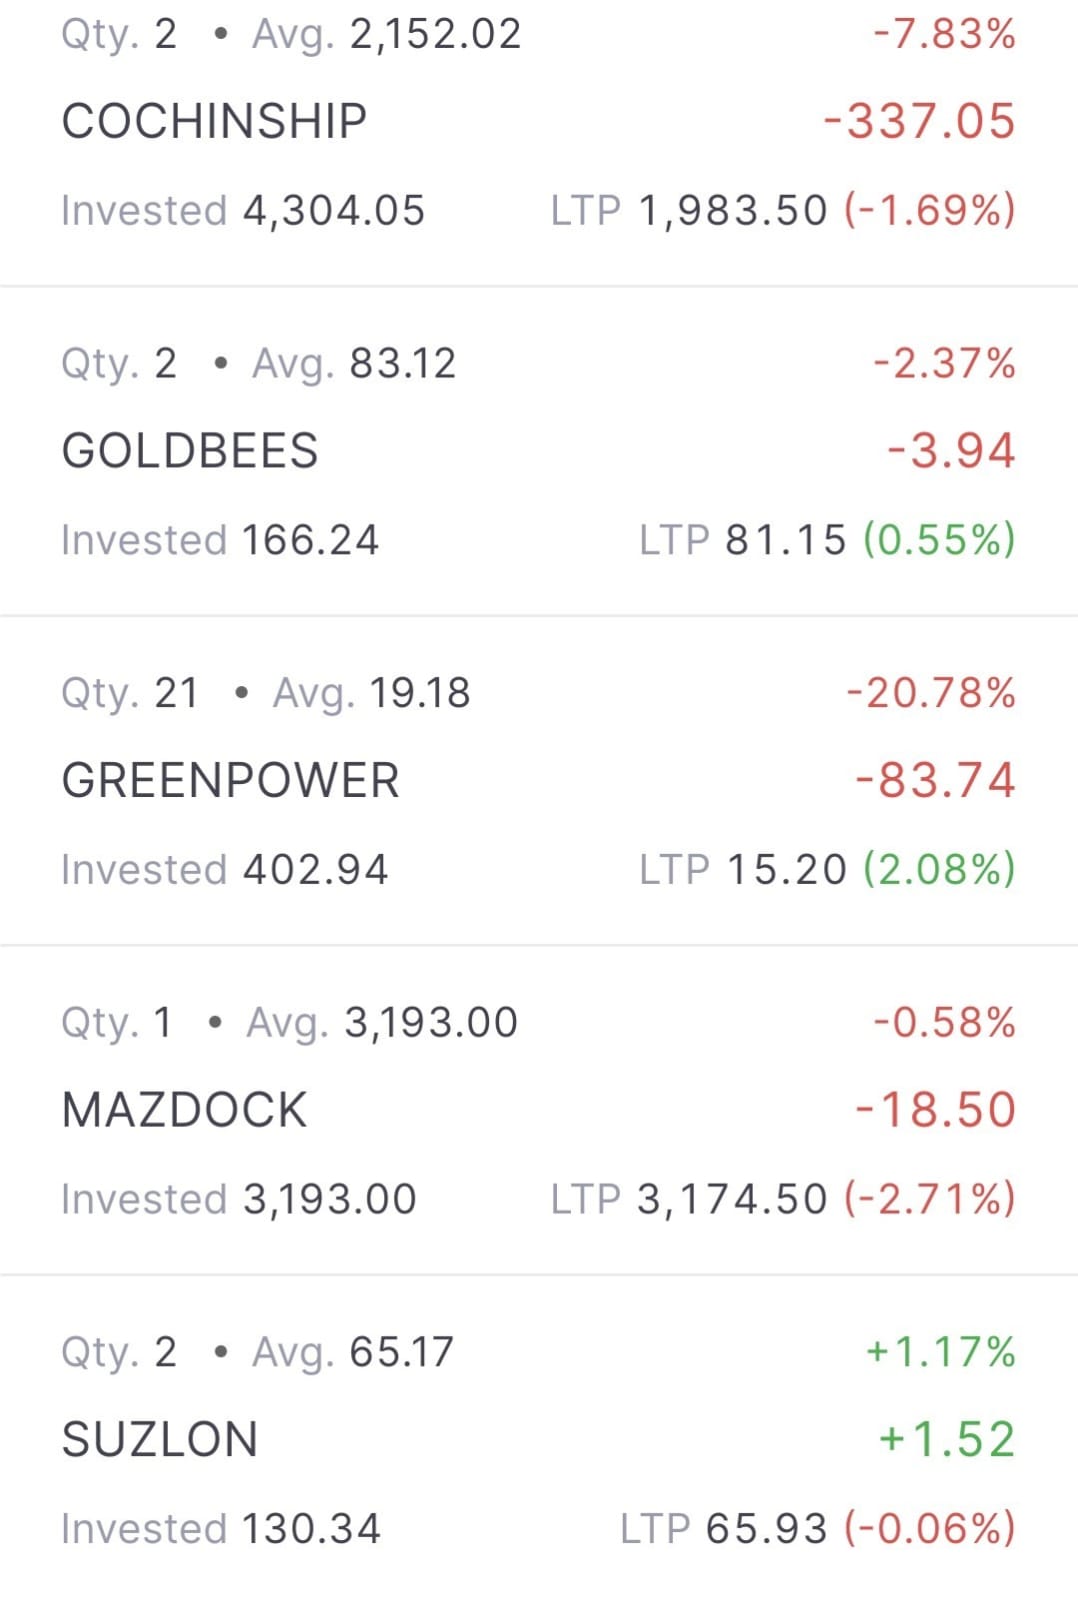 Qty. 2 • Avg. 2,152.02 -7.83%
COCHINSHIP -337.05
Invested 4,304.05 LTP 1,983.50 (-1.69%)
Qty. 2 • Avg. 83.12 -2.37%
GOLDBEES -3.94
Invested 166.24 LTP 81.15 (0.55%)
Qty. 21 • Avg. 19.18 -20.78%
GREENPOWER -83.74
Invested 402.94 LTP 15.20 (2.08%)
Qty. 1 • Avg. 3,193.00 -0.58%
MAZDOCK -18.50
Invested 3,193.00 LTP 3,174.50 (-2.71%)
Qty. 2 • Avg. 65.17 +1.17%
SUZLON +1.52
Invested 130.34 LTP 65.93 (-0.06%)